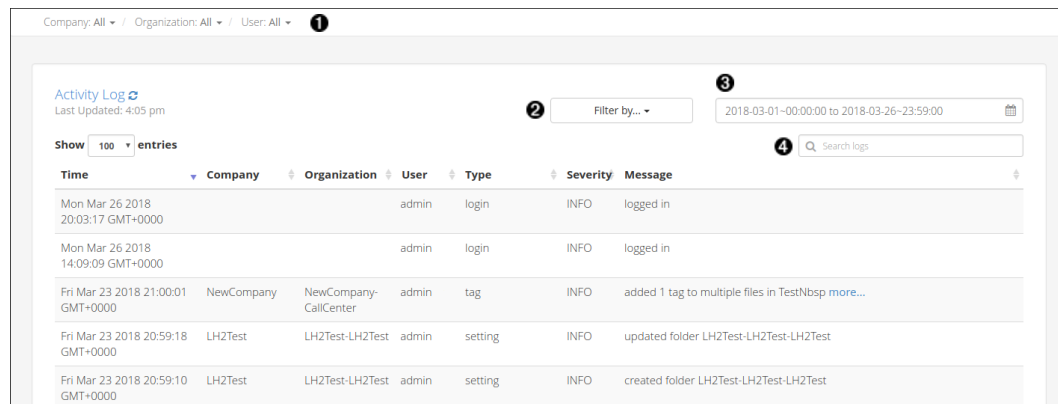 Company: All / Organization: All / User: All ❶
Activity Log
Last Updated: 4:05 pm
❸
❷ Filter by... 2018-03-01~00:00:00 to 2018-03-26~23:59:00
Show 100 entries ❹ Search logs
Time Company Organization User Type Severity Message
Mon Mar 26 2018 admin login INFO logged in
20:03:17 GMT+0000
Mon Mar 26 2018 admin login INFO logged in
14:09:09 GMT+0000
Fri Mar 23 2018 21:00:01 NewCompany NewCompany- admin tag INFO added 1 tag to multiple files in TestNbsp more...
GMT+0000 CallCenter
Fri Mar 23 2018 20:59:18 LH2Test LH2Test-LH2Test admin setting INFO updated folder LH2Test-LH2Test-LH2Test
GMT+0000
Fri Mar 23 2018 20:59:10 LH2Test LH2Test-LH2Test admin setting INFO created folder LH2Test-LH2Test-LH2Test
GMT+0000